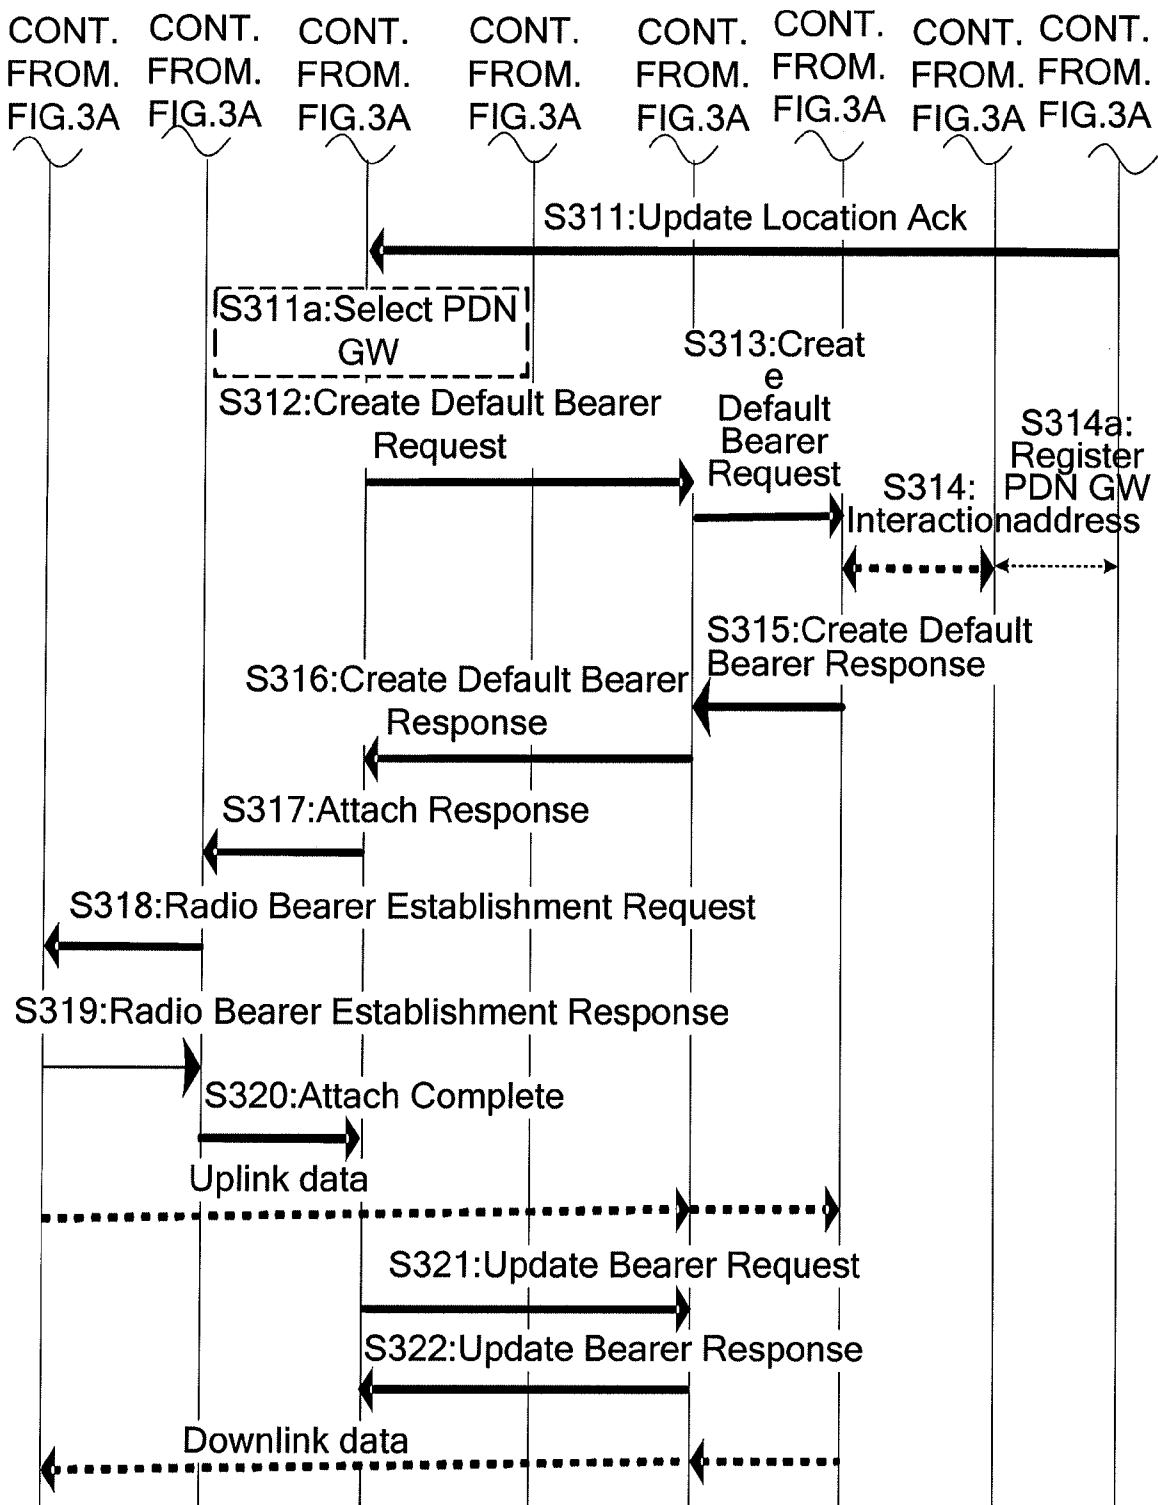 CONT. FROM. FIG.3A
CONT. FROM. FIG.3A
CONT. FROM. FIG.3A
CONT. FROM. FIG.3A
CONT. FROM. FIG.3A
CONT. FROM. FIG.3A
CONT. FROM. FIG.3A
CONT. FROM. FIG.3A
S311:Update Location Ack
S311a:Select PDN
GW
S312:Create Default Bearer
Request
S313:Creat
e
Default
Bearer
Request
S314:
Interaction
S314a:
Register
PDN GW
address
S315:Create Default
Bearer Response
S316:Create Default Bearer
Response
S317:Attach Response
S318:Radio Bearer Establishment Request
S319:Radio Bearer Establishment Response
S320:Attach Complete
Uplink data
S321:Update Bearer Request
S322:Update Bearer Response
Downlink data